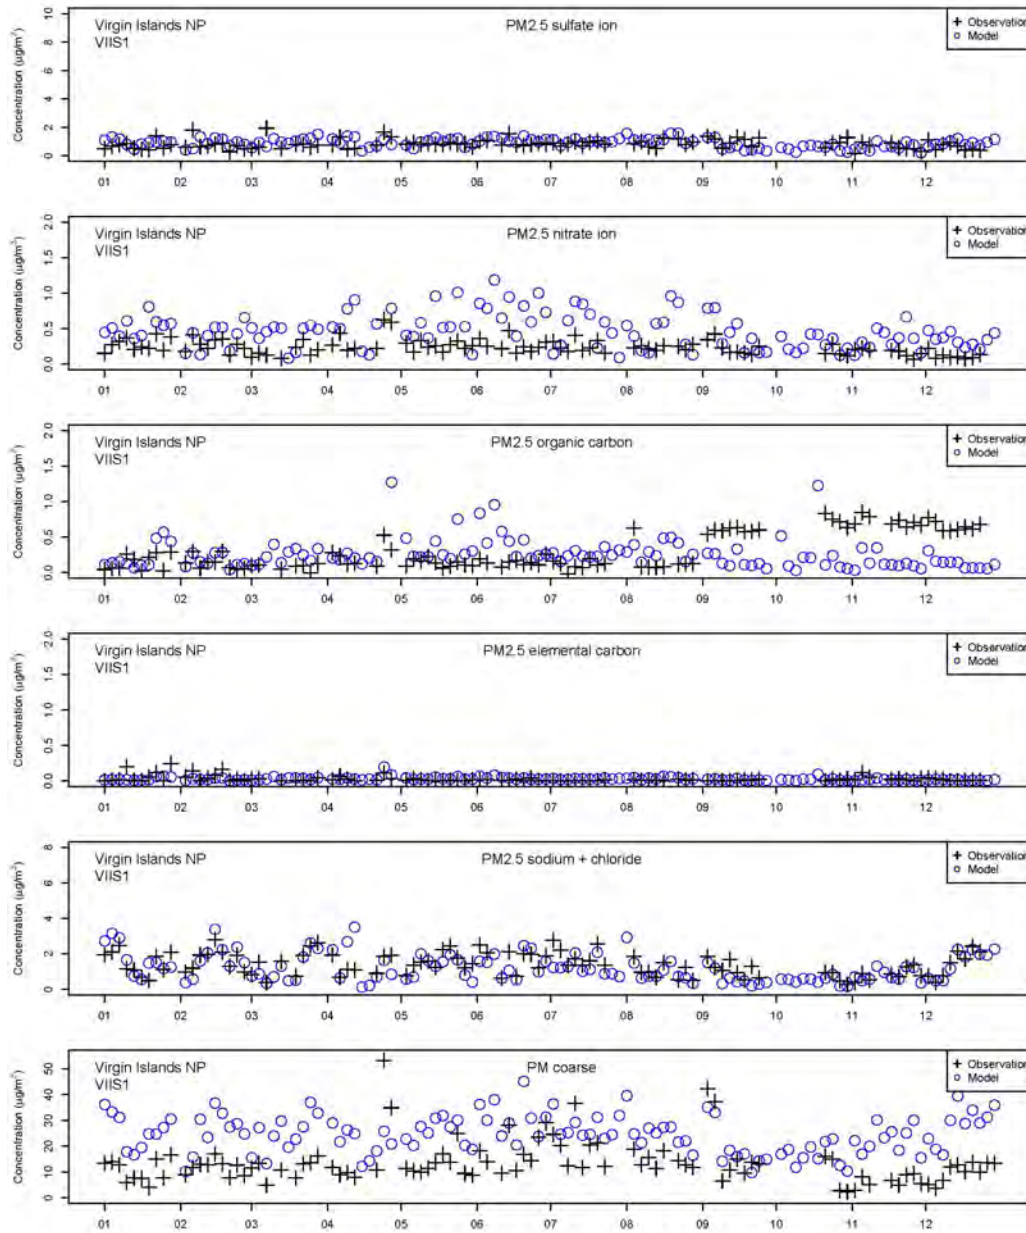 Virgin Islands NP
VIIS1
PM2.5 sulfate ion
Observation
Model
Concentration (µg/m³)
10
8
6
4
2
0
01 02 03 04 05 06 07 08 09 10 11 12
Virgin Islands NP
VIIS1
PM2.5 nitrate ion
Observation
Model
Concentration (µg/m³)
2.0
1.5
1.0
0.5
0.0
01 02 03 04 05 06 07 08 09 10 11 12
Virgin Islands NP
VIIS1
PM2.5 organic carbon
Observation
Model
Concentration (µg/m³)
2.0
1.5
1.0
0.5
0.0
01 02 03 04 05 06 07 08 09 10 11 12
Virgin Islands NP
VIIS1
PM2.5 elemental carbon
Observation
Model
Concentration (µg/m³)
2.0
1.5
1.0
0.5
0.0
01 02 03 04 05 06 07 08 09 10 11 12
Virgin Islands NP
VIIS1
PM2.5 sodium + chloride
Observation
Model
Concentration (µg/m³)
8
6
4
2
0
01 02 03 04 05 06 07 08 09 10 11 12
Virgin Islands NP
VIIS1
PM coarse
Observation
Model
Concentration (µg/m³)
50
40
30
20
10
0
01 02 03 04 05 06 07 08 09 10 11 12